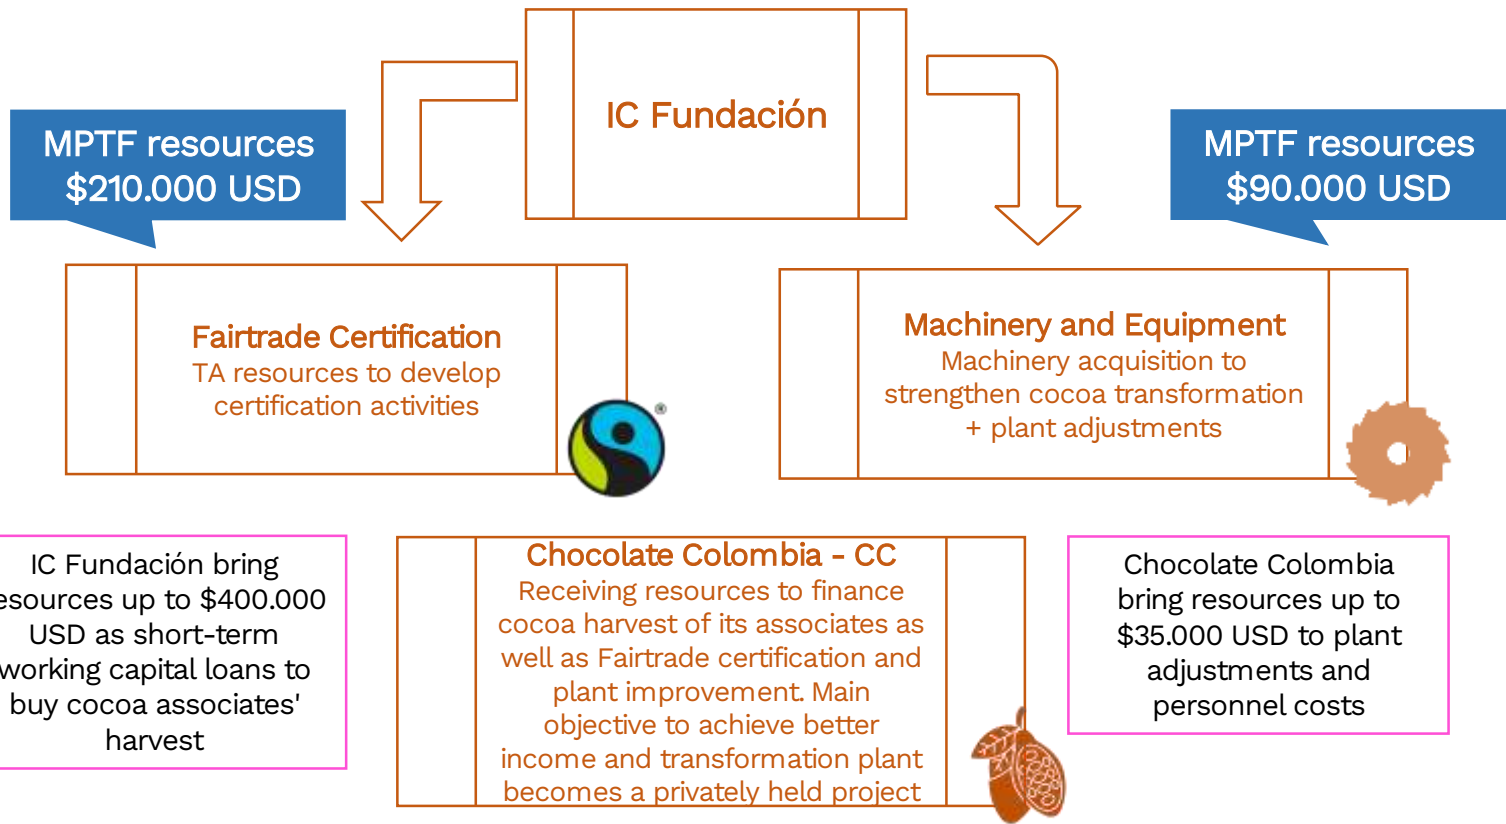 IC Fundación
MPTF resources
$210.000 USD
MPTF resources
$90.000 USD
Fairtrade Certification
TA resources to develop
certification activities
®
Machinery and Equipment
Machinery acquisition to
strengthen cocoa transformation
+ plant adjustments
IC Fundación bring
esources up to $400.000
USD as short-term
working capital loans to
buy cocoa associates'
harvest
Chocolate Colombia - CC
Receiving resources to finance
cocoa harvest of its associates as
well as Fairtrade certification and
plant improvement. Main
objective to achieve better
income and transformation plant
becomes a privately held project
Chocolate Colombia
bring resources up to
$35.000 USD to plant
adjustments and
personnel costs